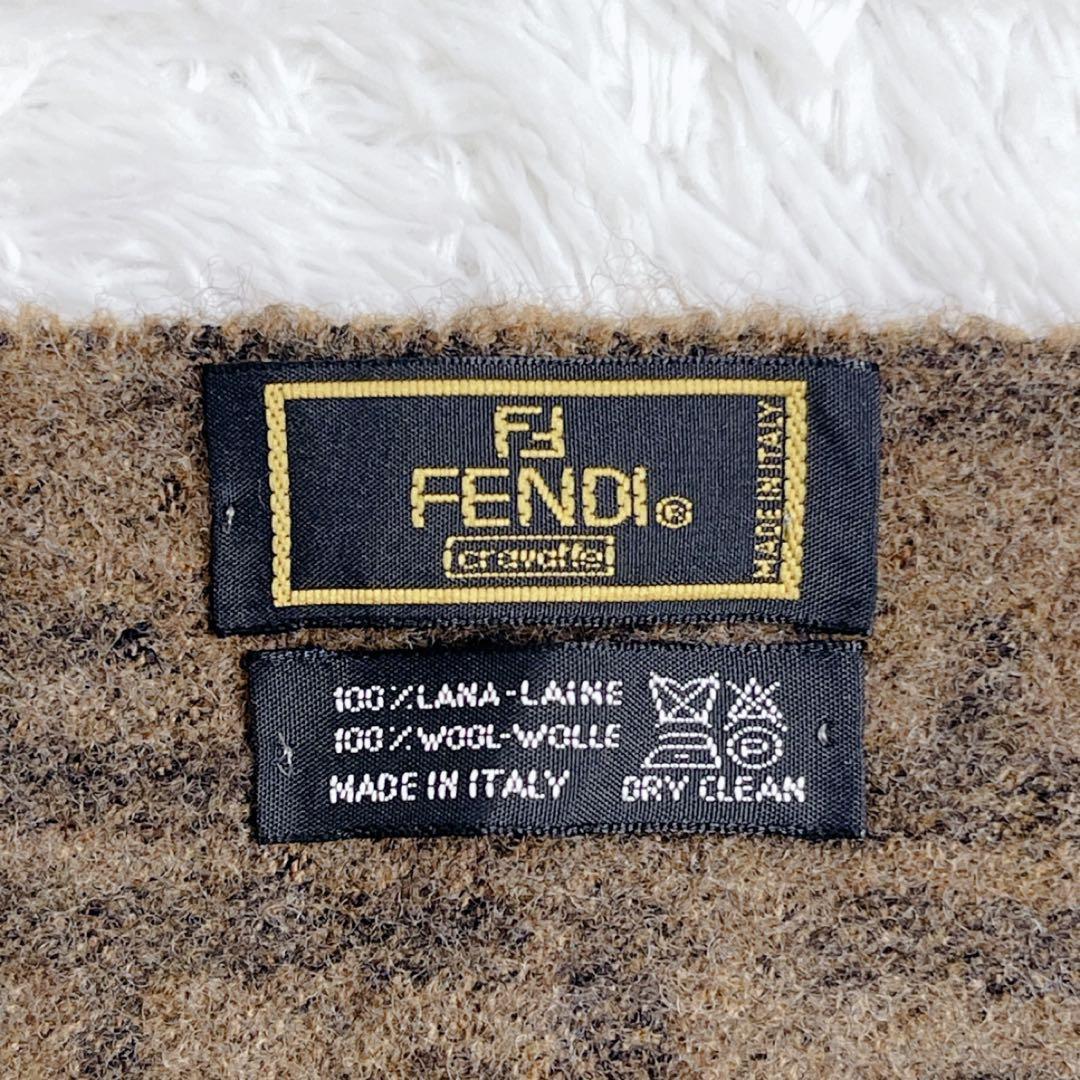 FF
FENDI®
cravatte
MADE IN ITALY
100%LANA-LAINE
100%WOOL-WOLLE
MADE IN ITALY
P
DRY CLEAN